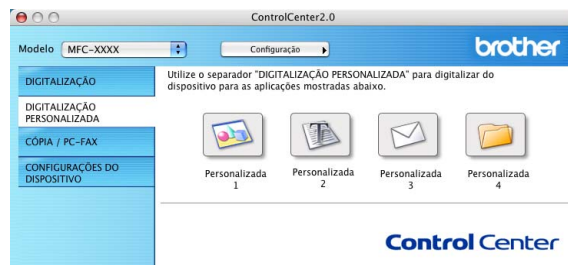 ControlCenter2.0
Modelo MFC-XXXX Configuração brother
DIGITALIZAÇÃO
DIGITALIZAÇÃO
PERSONALIZADA
CÓPIA / PC-FAX
CONFIGURAÇÕES DO
DISPOSITIVO
Utilize o separador "DIGITALIZAÇÃO PERSONALIZADA" para digitalizar do
dispositivo para as aplicações mostradas abaixo.
Personalizada
1
Personalizada
2
Personalizada
3
Personalizada
4
Control Center